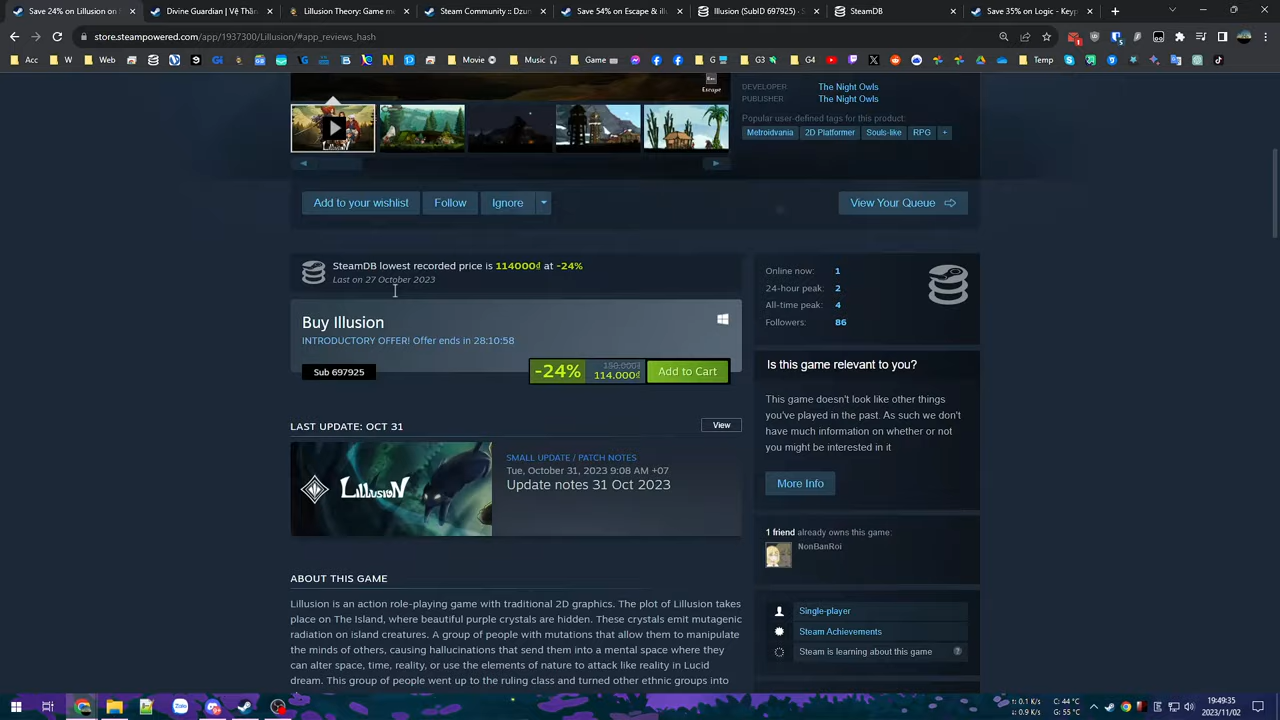 Save 24% on Illusion on Steam
Divine Guardian | Vệ Thần
Steam Community :: Dzun
Save 54% on Escape & ille
Illusion (SubID 697925) - S
SteamDB
Save 35% on Logic - Keyp
store.steampowered.com/app/1937300/Lillusion/#app_reviews_hash
Acc
W
Web
Movie
Music
Game
G
G3
G4
Temp
Esc
Escape
LillusioN
DEVELOPER The Night Owls
PUBLISHER The Night Owls
Popular user-defined tags for this product:
Metroidvania 2D Platformer Souls-like RPG +
Add to your wishlist Follow Ignore View Your Queue
SteamDB lowest recorded price is 114000₫ at -24%
Last on 27 October 2023
Buy Illusion
INTRODUCTORY OFFER! Offer ends in 28:10:58
Sub 697925
-24%
150.000₫
114.000₫
Add to Cart
Online now: 1
24-hour peak: 2
All-time peak: 4
Followers: 86
Is this game relevant to you?
This game doesn't look like other things
you've played in the past. As such we don't
have much information on whether or not
you might be interested in it
More Info
LAST UPDATE: OCT 31
View
LillusioN
SMALL UPDATE / PATCH NOTES
Tue, October 31, 2023 9:08 AM +07
Update notes 31 Oct 2023
1 friend already owns this game:
NonBanRoi
ABOUT THIS GAME
Lillusion is an action role-playing game with traditional 2D graphics. The plot of Lillusion takes
place on The Island, where beautiful purple crystals are hidden. These crystals emit mutagenic
radiation on island creatures. A group of people with mutations that allow them to manipulate
the minds of others, causing hallucinations that send them into a mental space where they
can alter space, time, reality, or use the elements of nature to attack like reality in Lucid
dream. This group of people went up to the ruling class and turned other ethnic groups into
Single-player
Steam Achievements
Steam is learning about this game ?
: 0.1 K/s
: 0.9 K/s
C: 44 °C
G: 55 °C
19:49:35
2023/11/02